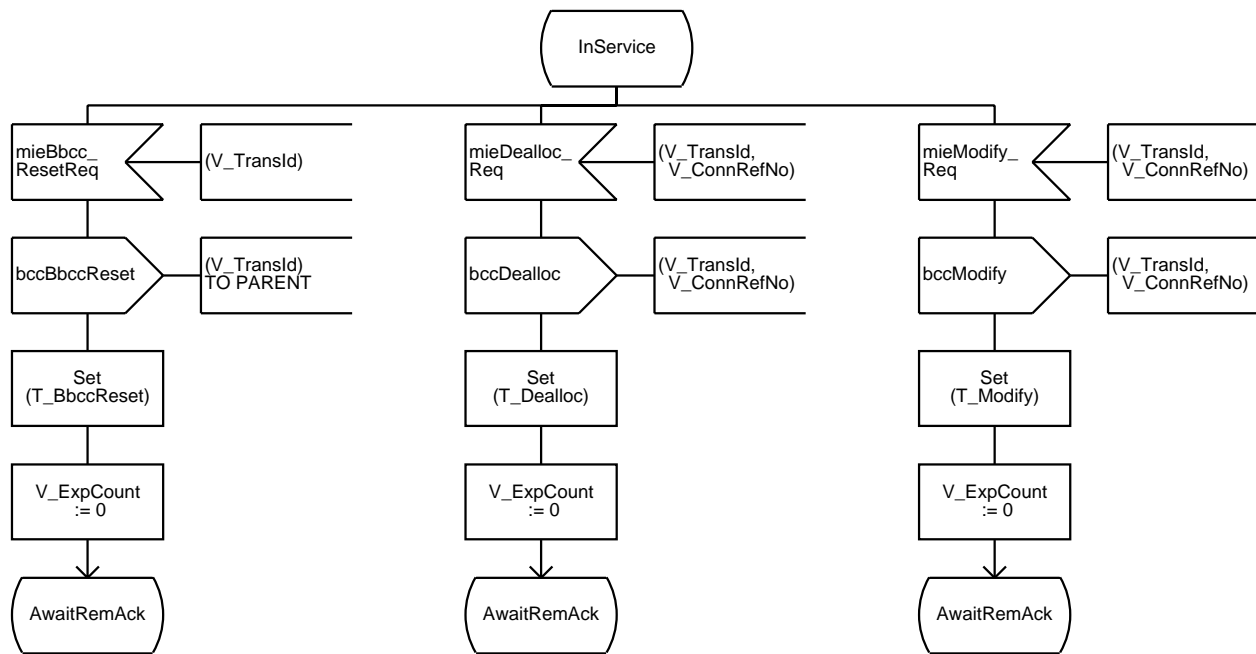 InService
mieBbcc_
ResetReq
(V_TransId)
mieDealloc_
Req
(V_TransId,
V_ConnRefNo)
mieModify_
Req
(V_TransId,
V_ConnRefNo)
bccBbccReset
(V_TransId)
TO PARENT
bccDealloc
(V_TransId,
V_ConnRefNo)
bccModify
(V_TransId,
V_ConnRefNo)
Set
(T_BbccReset)
Set
(T_Dealloc)
Set
(T_Modify)
V_ExpCount
:= 0
V_ExpCount
:= 0
V_ExpCount
:= 0
AwaitRemAck
AwaitRemAck
AwaitRemAck